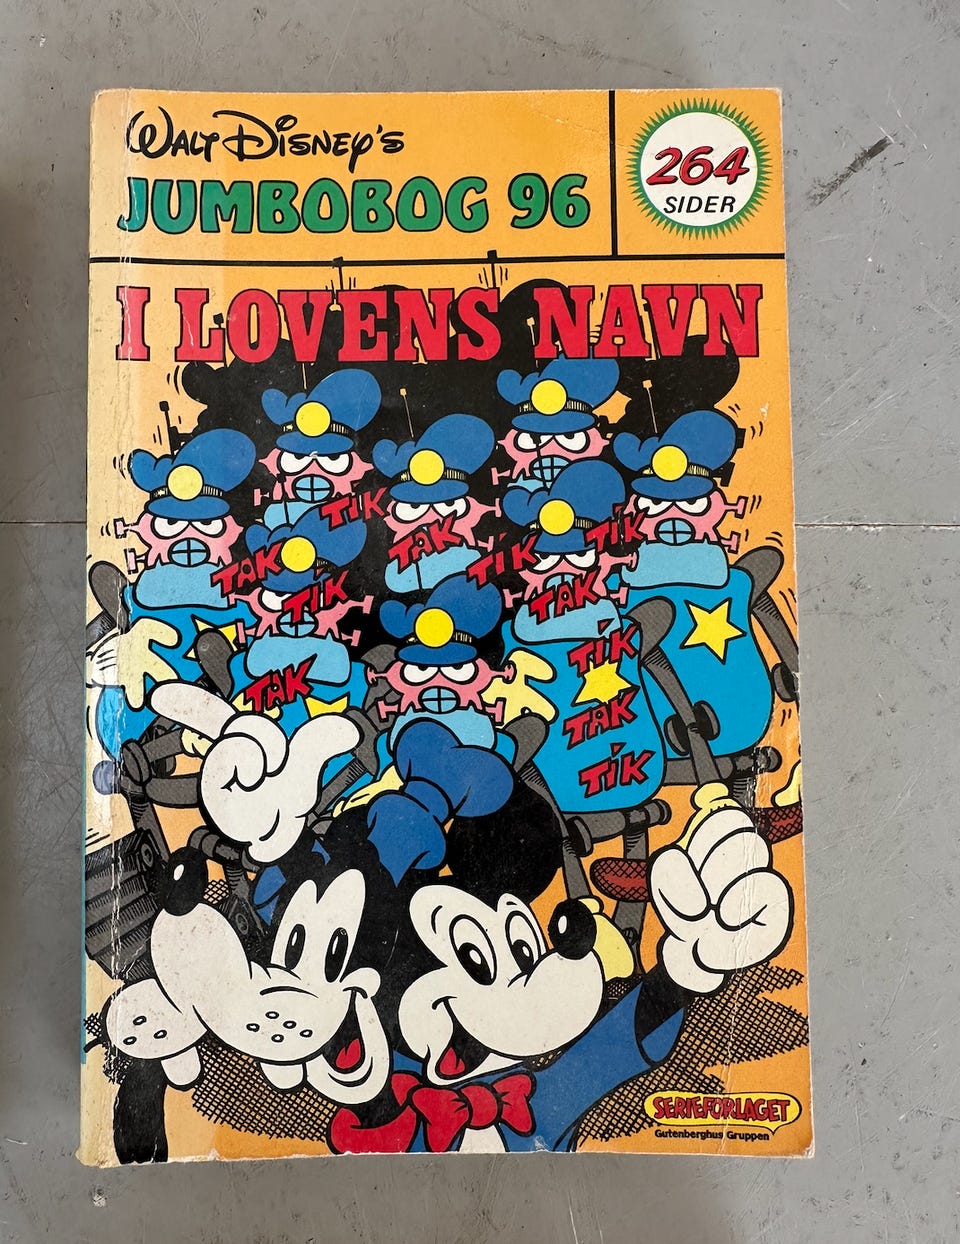 Walt Disney's
JUMBOBOG 96
264
SIDER
I LOVENS NAVN
TIK
TAK
TAK
TIK
TIK
TIK
TAK
TAK
TIK
TAK
TIK
SERIEFORLAGET
Gutenberghus Gruppen